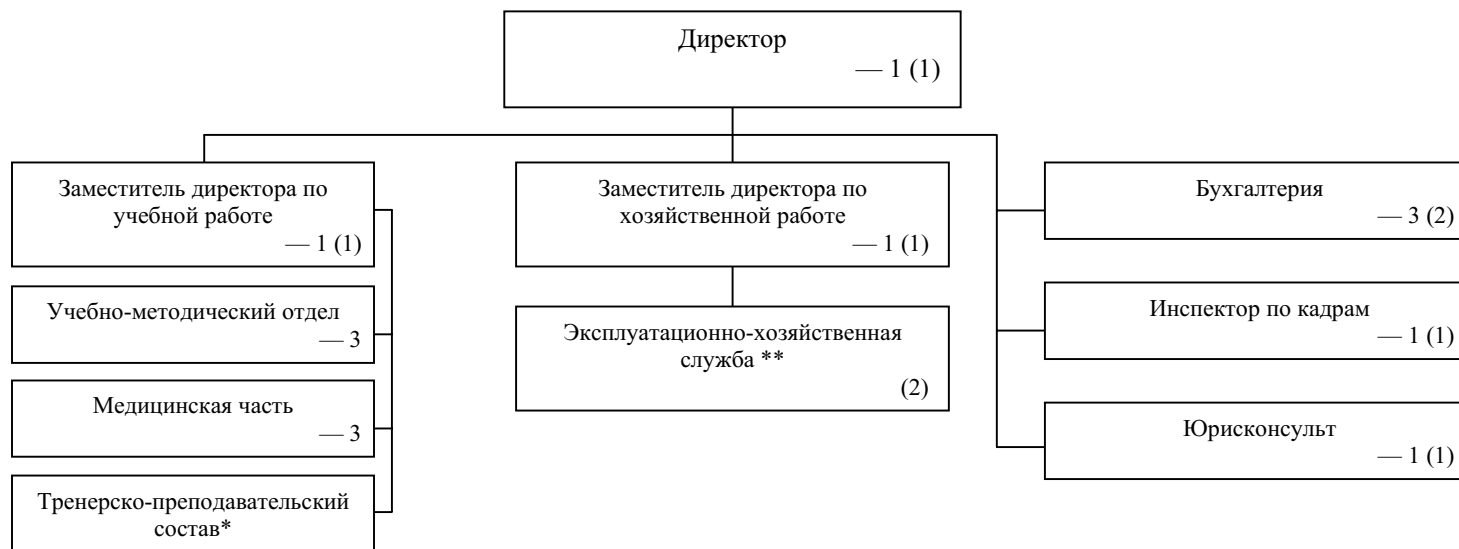 Директор
— 1 (1)
Заместитель директора по
учебной работе
— 1 (1)
Учебно-методический отдел
— 3
Медицинская часть
— 3
Тренерско-преподавательский
состав*
Заместитель директора по
хозяйственной работе
— 1 (1)
Эксплуатационно-хозяйственная
служба **
(2)
Бухгалтерия
— 3 (2)
Инспектор по кадрам
— 1 (1)
Юрисконсульт
— 1 (1)